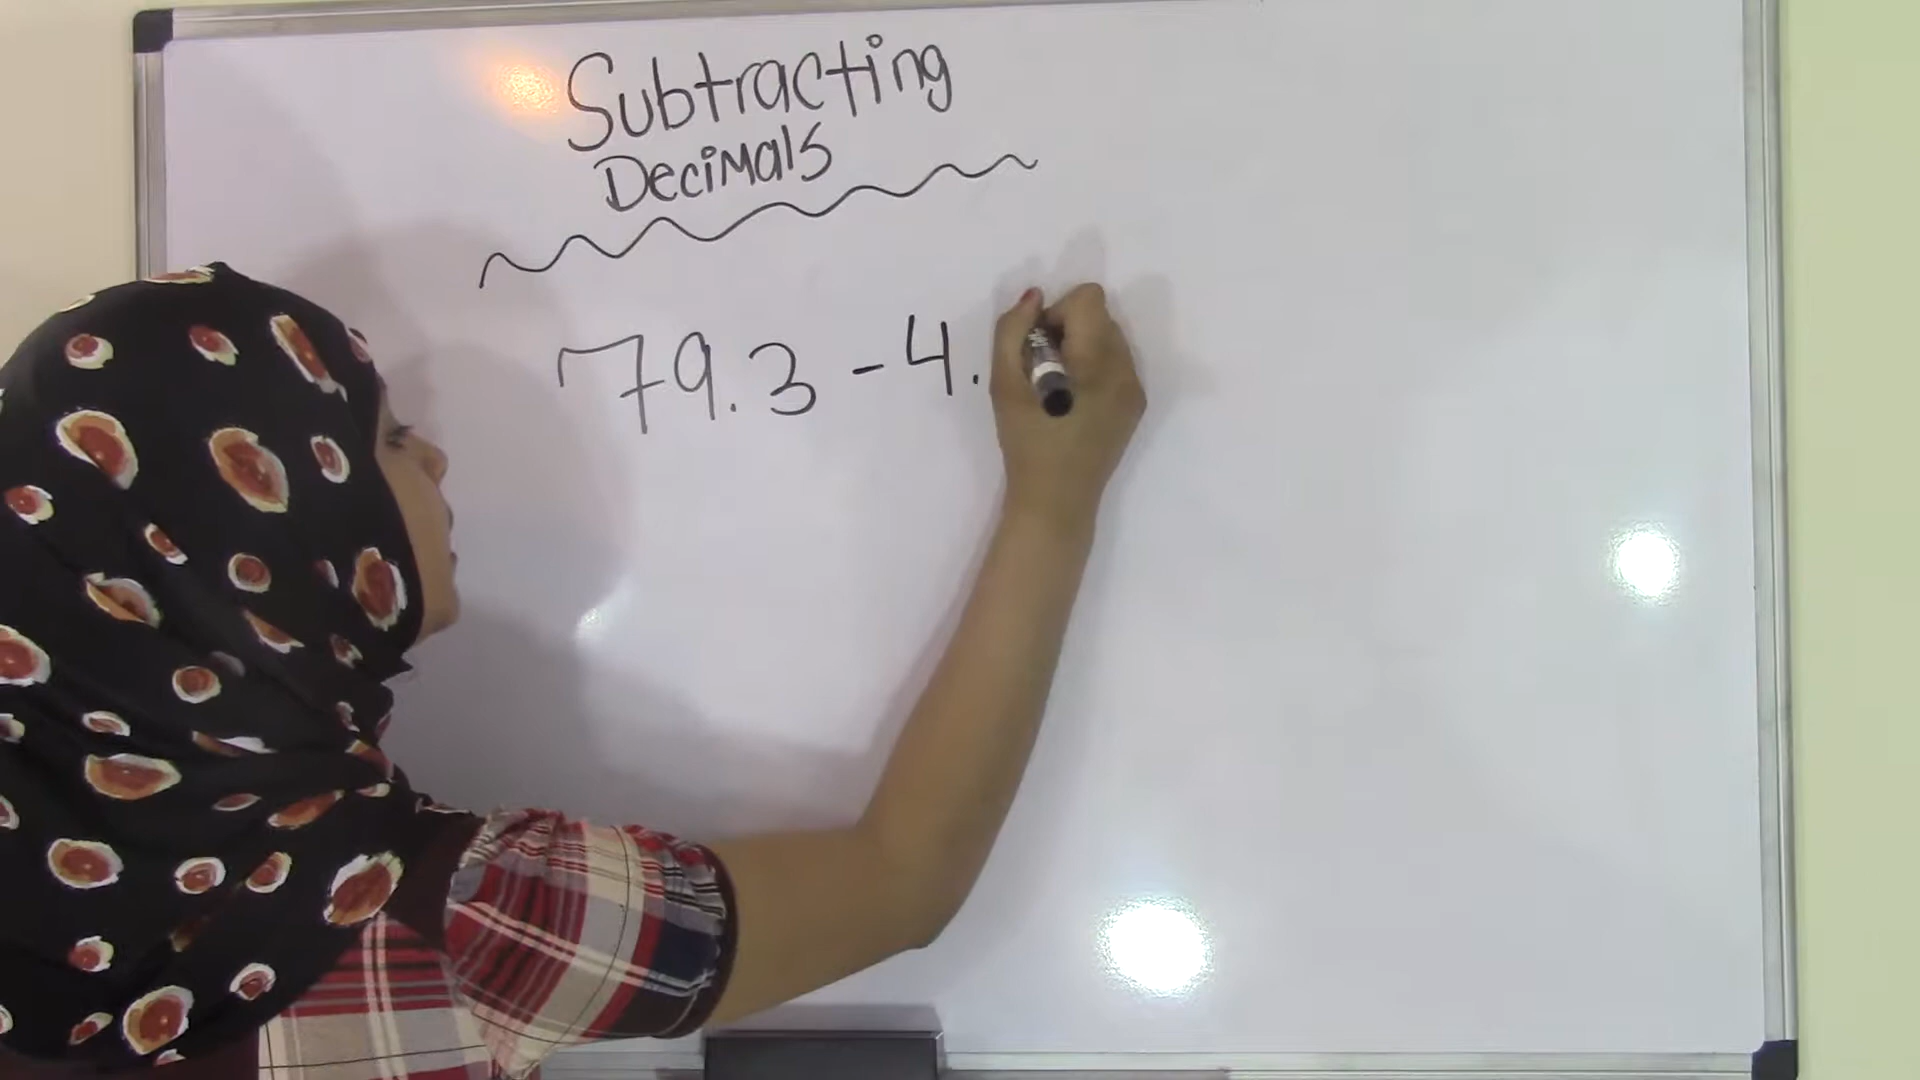 Subtracting
Decimals
79.3 - 4.